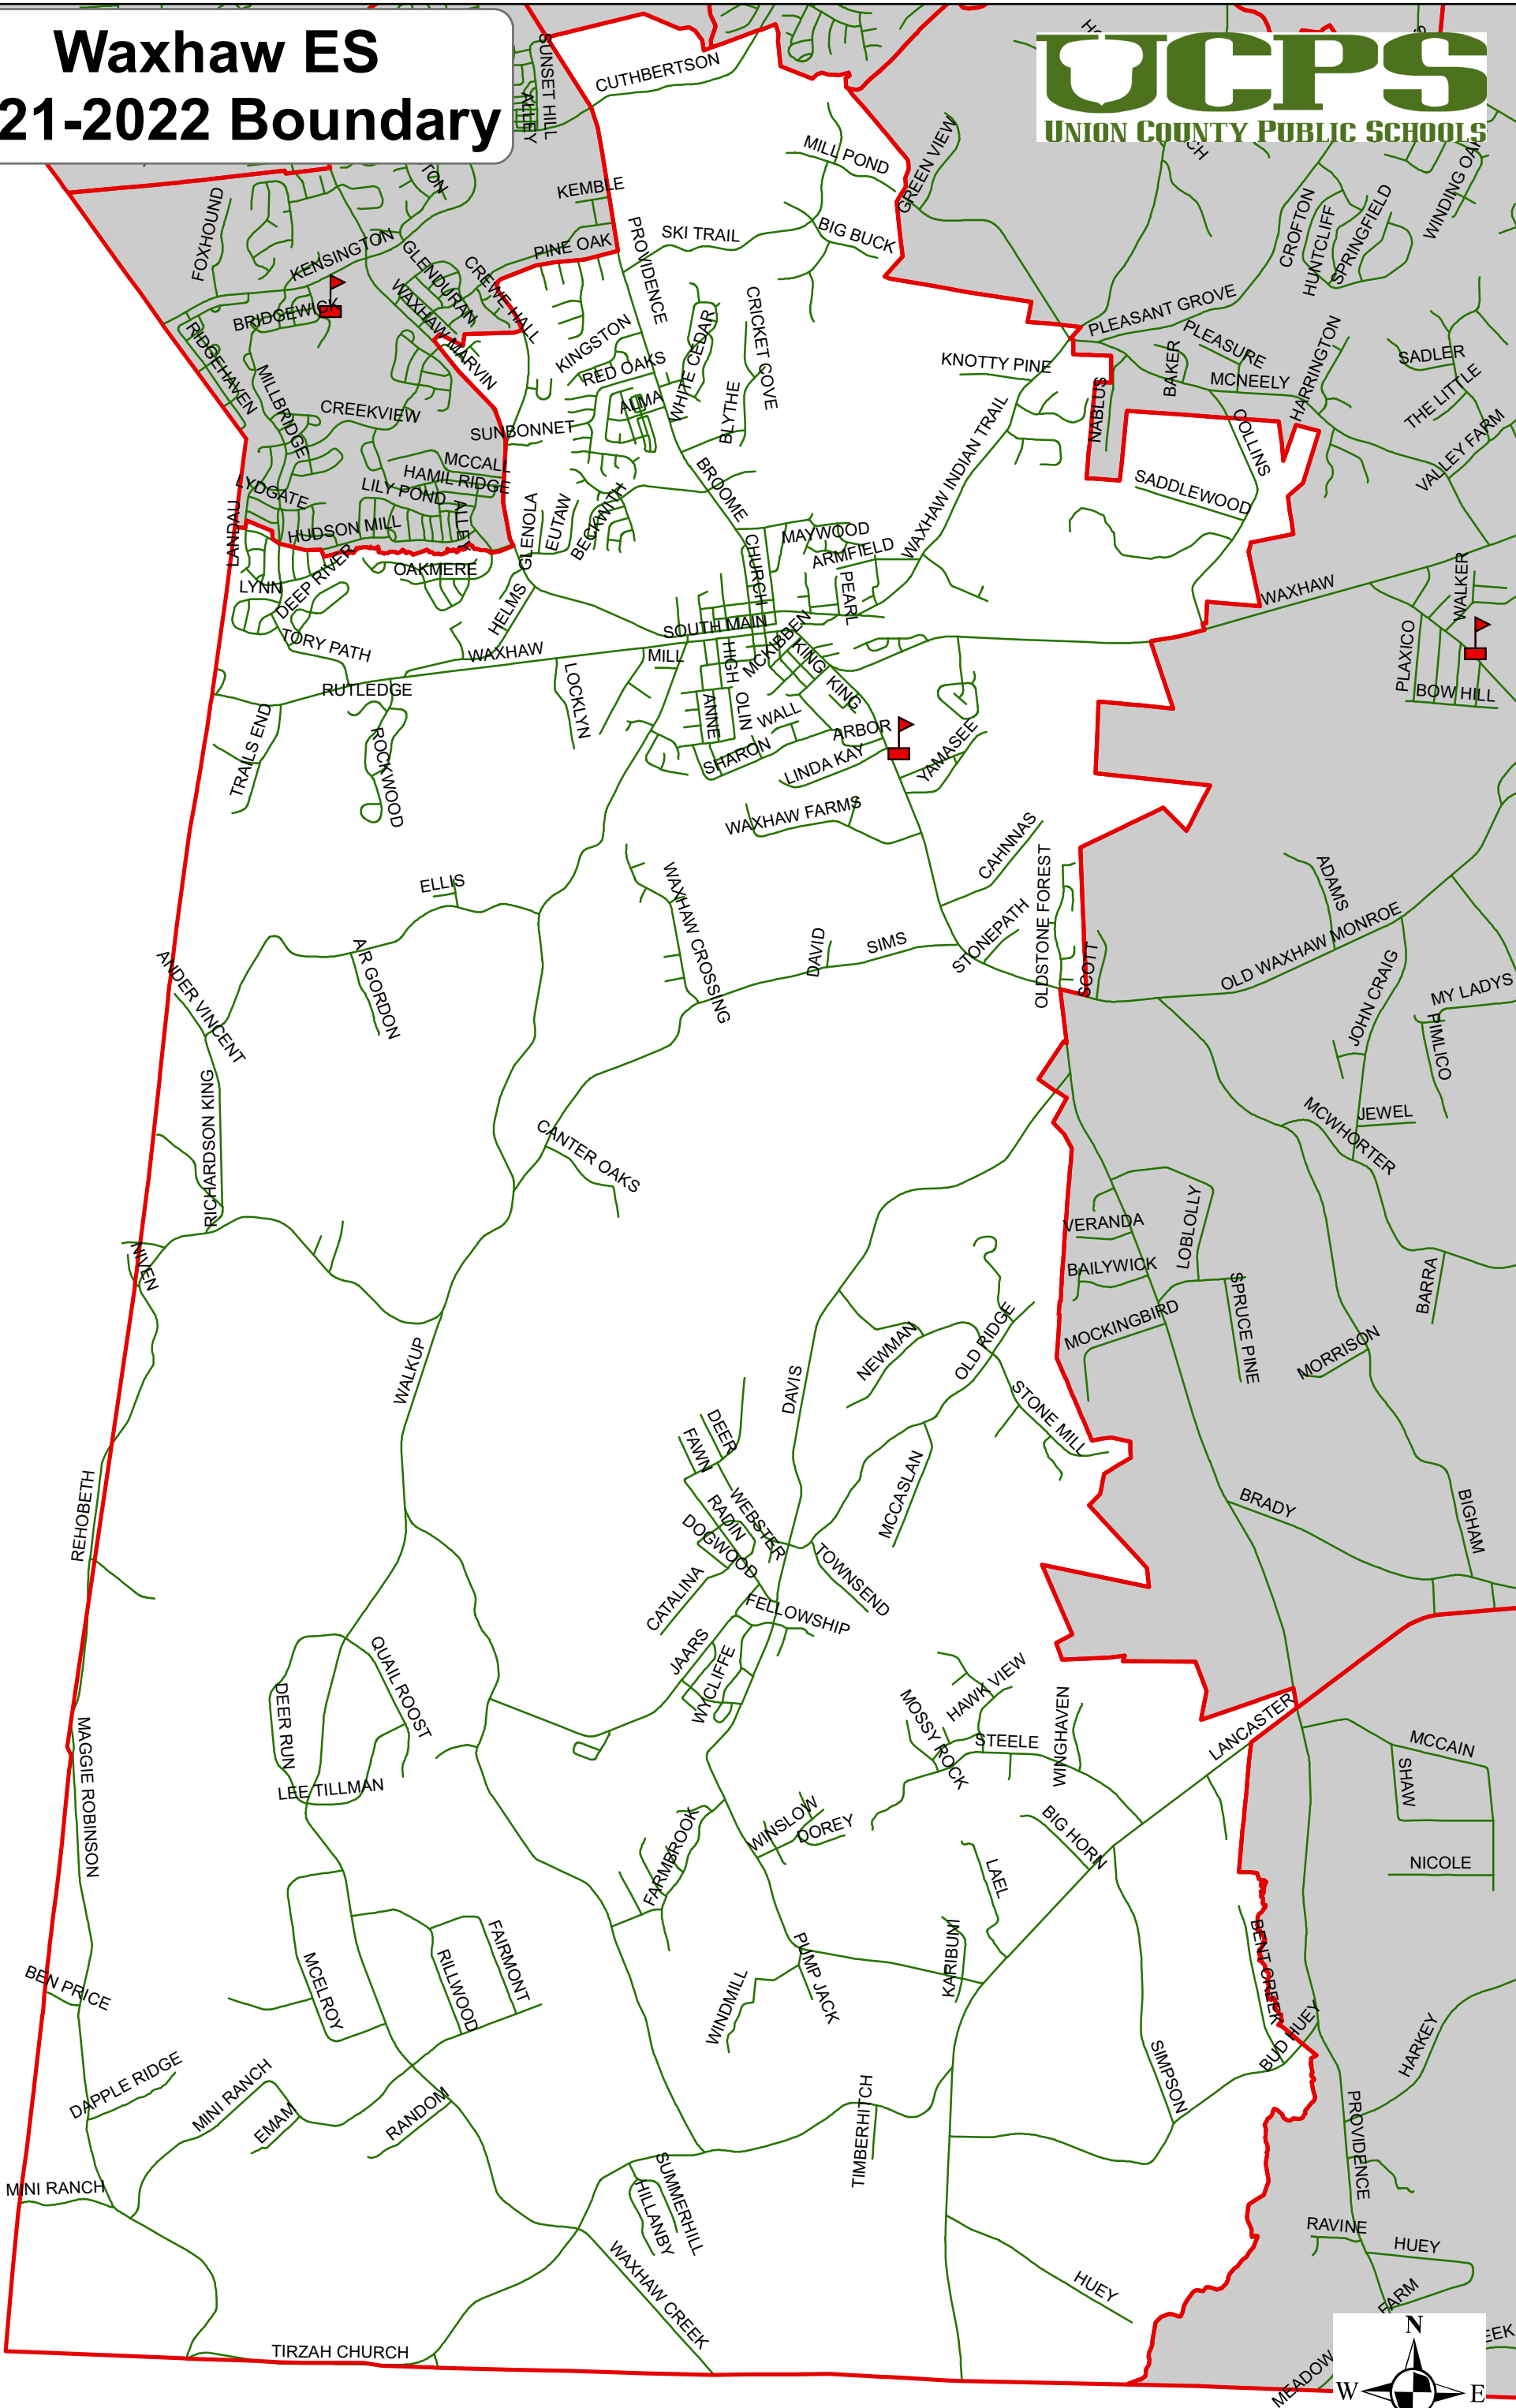 Waxhaw ES
21-2022 Boundary
UCPS
UNION COUNTY PUBLIC SCHOOLS
SUNSET HILL
ALLEY
CUTHBERTSON
MILL POND
GREEN VIEW
CROFTON
HUNTCLIFF
SPRINGFIELD
WINDING OAK
FOXHOUND
KENSINGTON
KEMBLE
PINE OAK
PROVIDENCE
SKI TRAIL
BIG BUCK
GLENDURAN
CREWE HALL
WAXHAW MARVIN
BRIDGEWICK
RIDGEHAVEN
MILLBRIDGE
CREEKVIEW
KINGSTON
RED OAKS
ALMA
WHITE CEDAR
CRICKET COVE
BLYTHE
KNOTTY PINE
PLEASANT GROVE
PLEASURE
BAKER
MCNEELY
HARRINGTON
SADLER
THE LITTLE
VALLEY FARM
NABLUS
COLLINS
SADDLEWOOD
SUNBONNET
MCCALL
HAMIL RIDGE
LILY POND
ALLEY
LYDGATE
HUDSON MILL
LANDAU
GLENOLA
EUTAW
BECKWITH
BROOME
WAXHAW INDIAN TRAIL
MAYWOOD
ARMFIELD
CHURCH
PEARL
LYNN
DEEP RIVER
OAKMERE
HELMS
TORY PATH
WAXHAW
SOUTH MAIN
MCKIBBEN
KING
KING
WAXHAW
WALKER
PLAXICO
BOW HILL
RUTLEDGE
MILL
HIGH
OLIN
ANNE
WALL
SHARON
LINDA KAY
ARBOR
YAMASEE
LOCKLYN
TRAILS END
ROCKWOOD
WAXHAW FARMS
CAHNNAS
STONEPATH
OLDSTONE FOREST
SCOTT
ADAMS
OLD WAXHAW MONROE
JOHN CRAIG
MY LADYS
PIMLICO
ELLIS
AR GORDON
ANDER VINCENT
WAXHAW CROSSING
DAVID
SIMS
RICHARDSON KING
CANTER OAKS
MCWHORTER
JEWEL
NIVEN
VERANDA
LOBLOLLY
BAILYWICK
MOCKINGBIRD
SPRUCE PINE
BARRA
MORRISON
WALKUP
DAVIS
NEWMAN
OLD RIDGE
STONE MILL
MCCASLAN
REHOBETH
DEER
FAWN
WEBSTER
RADIN
DOGWOOD
CATALINA
TOWNSEND
FELLOWSHIP
BRADY
BIGHAM
JAARS
WYCLIFFE
DEER RUN
QUAIL ROOST
LEE TILLMAN
MAGGIE ROBINSON
MOSSY ROCK
HAWK VIEW
STEELE
WINGHAVEN
LANCASTER
MCCAIN
SHAW
NICOLE
FARMBROOK
WINSLOW
DOREY
BIG HORN
LAEL
BEN PRICE
MCELROY
RILLWOOD
FAIRMONT
WINDMILL
PUMP JACK
KARIBUNI
BENT CREEK
BUD HUEY
HARKEY
DAPPLE RIDGE
MINI RANCH
EMAM
RANDOM
TIMBERHITCH
SIMPSON
PROVIDENCE
MINI RANCH
SUMMERHILL
HILLANBY
WAXHAW CREEK
HUEY
RAVINE
HUEY
FARM
TIRZAH CHURCH
MEADOW
EEK
N
W
E